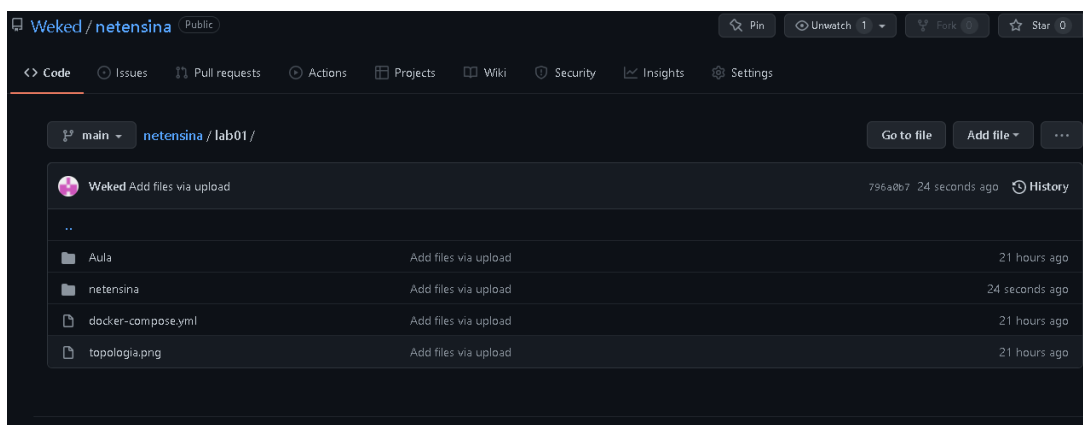 Weked / netensina Public Pin Unwatch 1 Fork 0 Star 0
<> Code Issues Pull requests Actions Projects Wiki Security Insights Settings
main netensina / lab01 / Go to file Add file ...
Weked Add files via upload 796a0b7 24 seconds ago History
..
Aula Add files via upload 21 hours ago
netensina Add files via upload 24 seconds ago
docker-compose.yml Add files via upload 21 hours ago
topologia.png Add files via upload 21 hours ago